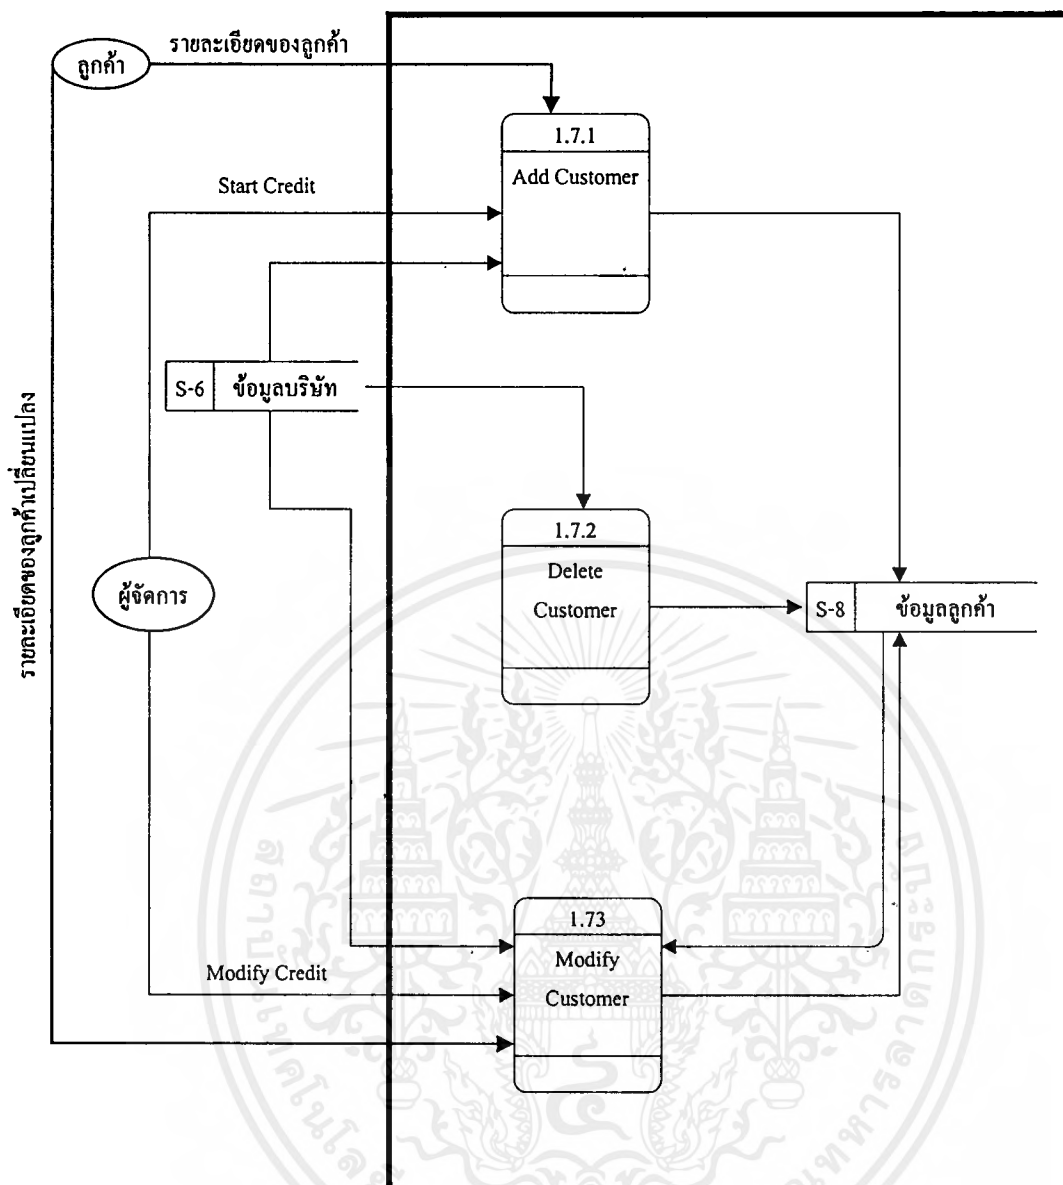 รายละเอียดของลูกค้า
ลูกค้า
1.7.1
Add Customer
Start Credit
S-6 ข้อมูลบริษัท
รายละเอียดของลูกค้าเปลี่ยนแปลง
1.7.2
Delete
Customer
ผู้จัดการ
S-8 ข้อมูลลูกค้า
1.73
Modify
Customer
Modify Credit